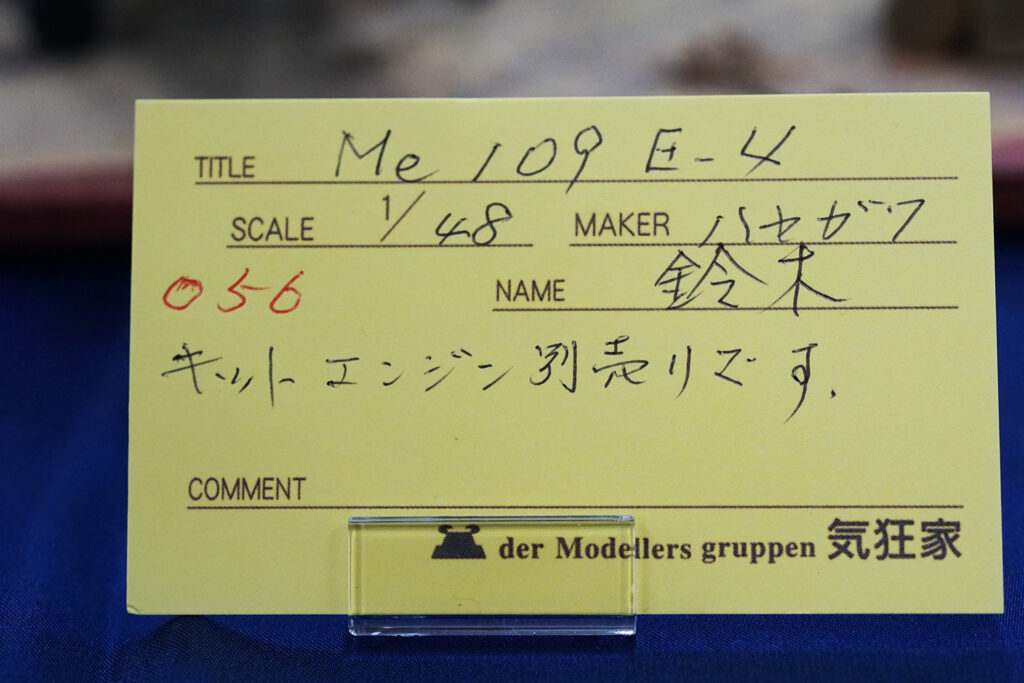 TITLE Me 109 E-4
SCALE 1/48 MAKER ハセガワ
056 NAME 鈴木
キット エンジン別売りです.
COMMENT
der Modellers gruppen 気狂家